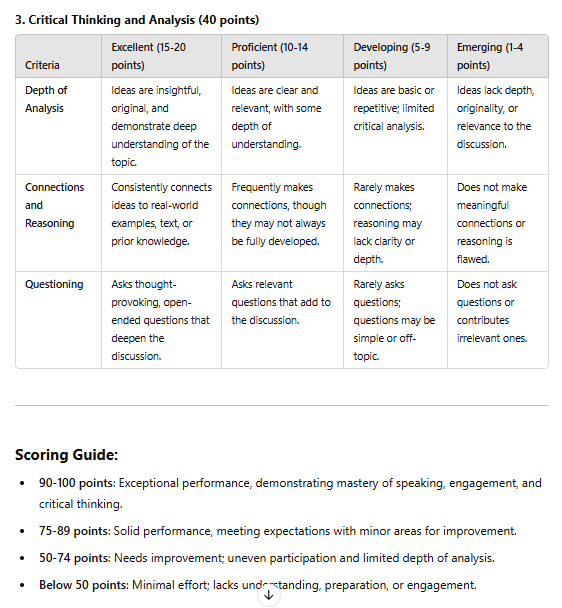 3. Critical Thinking and Analysis (40 points)
Criteria
Excellent (15-20
points)
Proficient (10-14
points)
Developing (5-9
points)
Emerging (1-4
points)
Depth of
Analysis
Ideas are insightful,
original, and
demonstrate deep
understanding of the
topic.
Ideas are clear and
relevant, with some
depth of
understanding.
Ideas are basic or
repetitive; limited
critical analysis.
Ideas lack depth,
originality, or
relevance to the
discussion.
Connections
and
Reasoning
Consistently connects
ideas to real-world
examples, text, or
prior knowledge.
Frequently makes
connections, though
they may not always
be fully developed.
Rarely makes
connections;
reasoning may
lack clarity or
depth.
Does not make
meaningful
connections or
reasoning is
flawed.
Questioning
Asks thought-
provoking, open-
ended questions that
deepen the
discussion.
Asks relevant
questions that add to
the discussion.
Rarely asks
questions;
questions may be
simple or off-
topic.
Does not ask
questions or
contributes
irrelevant ones.
Scoring Guide:
• 90-100 points: Exceptional performance, demonstrating mastery of speaking, engagement, and
critical thinking.
• 75-89 points: Solid performance, meeting expectations with minor areas for improvement.
• 50-74 points: Needs improvement; uneven participation and limited depth of analysis.
• Below 50 points: Minimal effort; lacks understanding, preparation, or engagement.